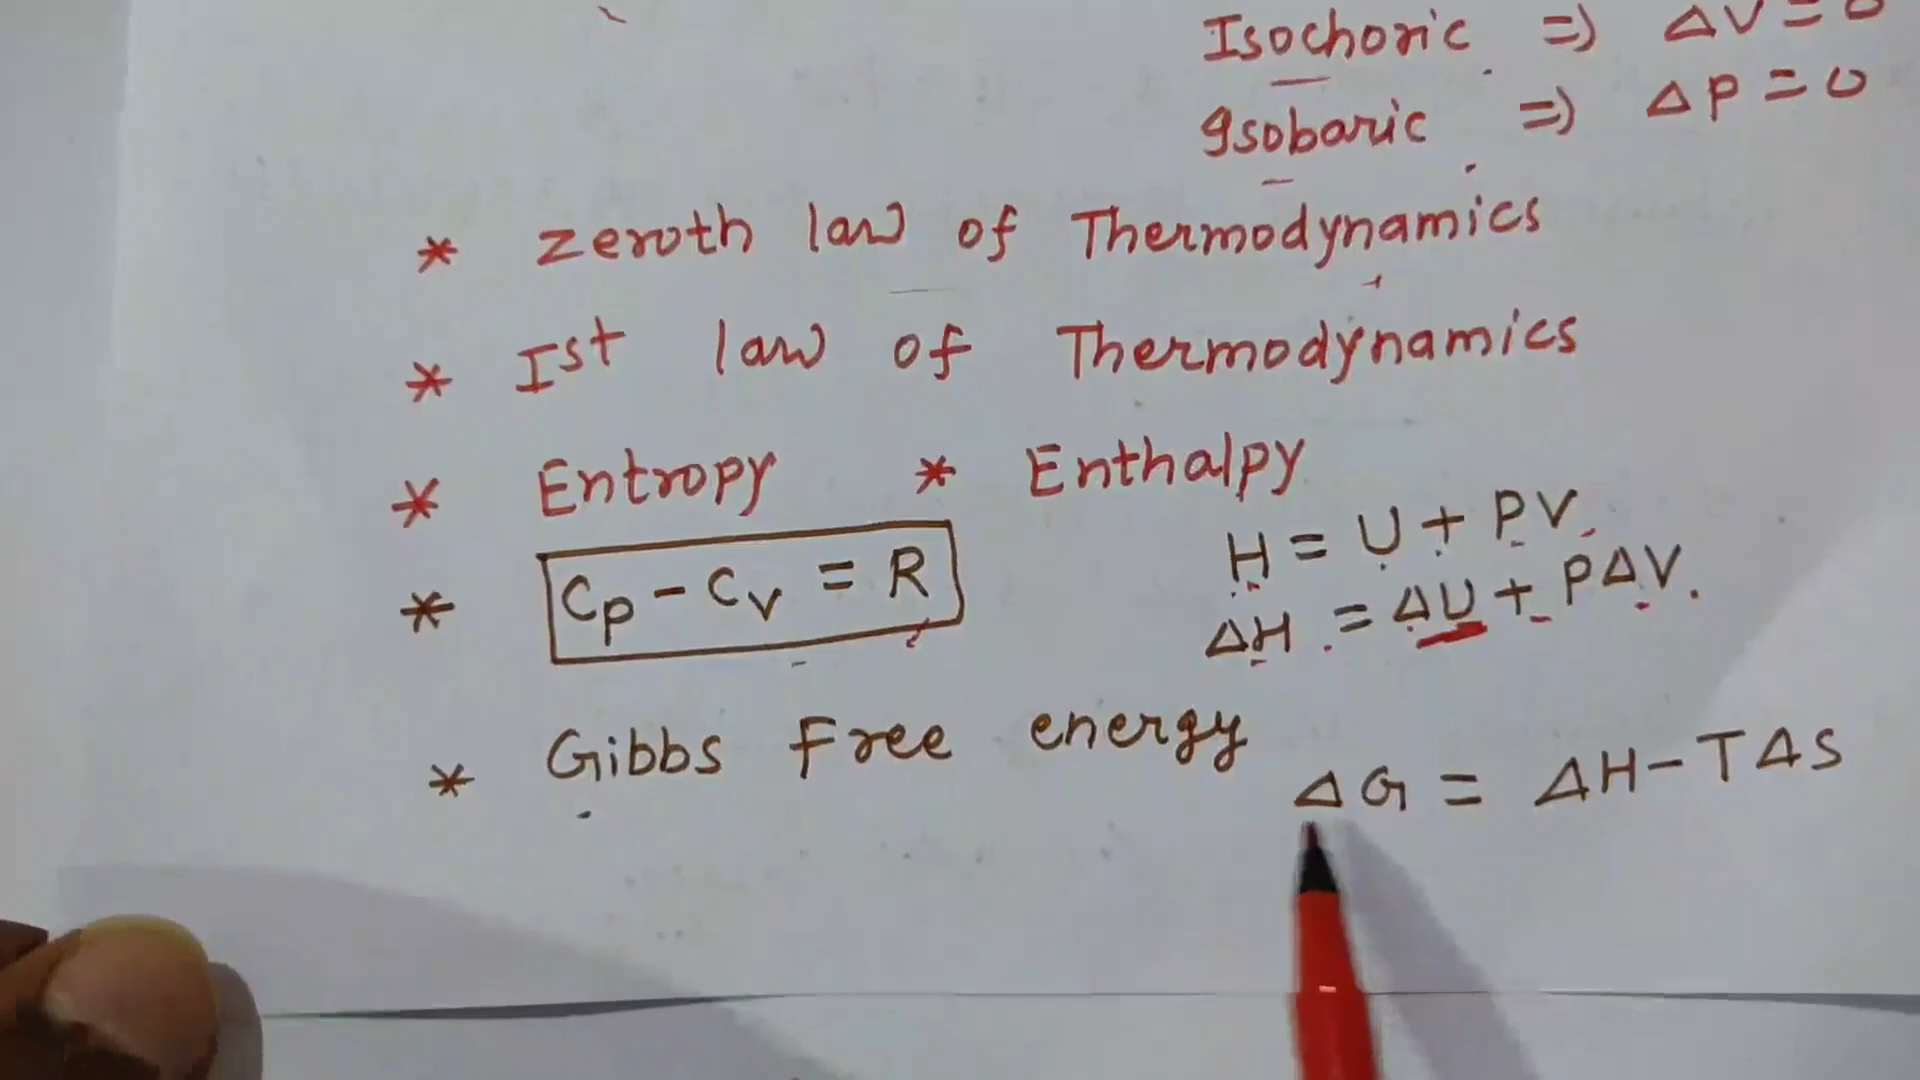 Isochoric => ΔV = 0
Isobaric => ΔP = 0
* zeroth law of Thermodynamics
* Ist law of Thermodynamics
* Entropy * Enthalpy
H = U + PV.
* Cp - Cv = R
ΔH = ΔU + PΔV.
* Gibbs Free energy
ΔG = ΔH - TΔS